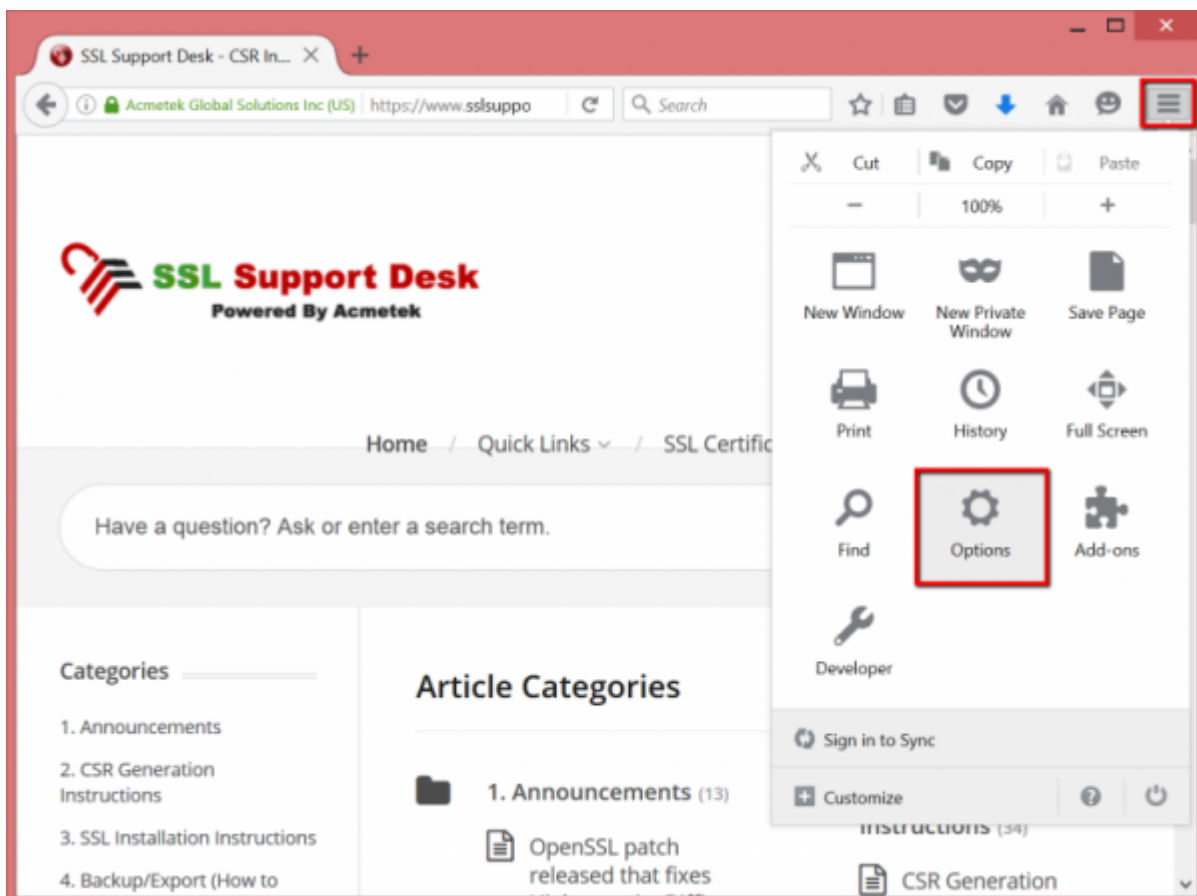 SSL Support Desk - CSR In...
Acmetek Global Solutions Inc (US) https://www.sslsuppo Search
Cut Copy Paste
100%
SSL Support Desk
Powered By Acmetek
New Window New Private Window Save Page
Print History Full Screen
Home / Quick Links / SSL Certific
Have a question? Ask or enter a search term.
Find Options Add-ons
Developer
Categories
1. Announcements
2. CSR Generation
Instructions
3. SSL Installation Instructions
4. Backup/Export (How to
Article Categories
1. Announcements (13)
OpenSSL patch
released that fixes
Sign in to Sync
Customize
Instructions (34)
CSR Generation